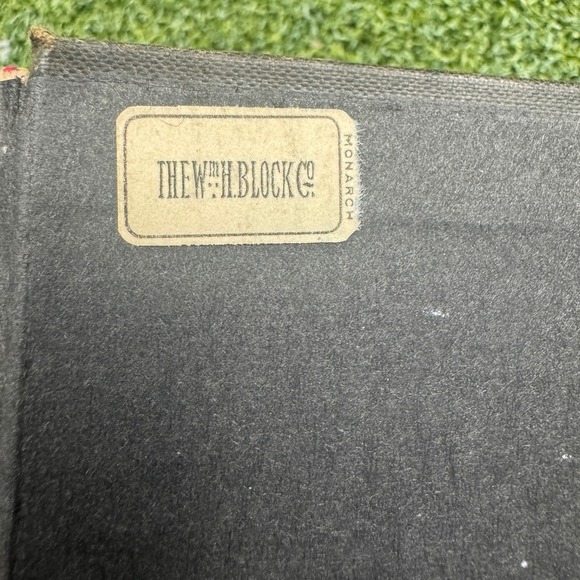 THE Wm H. BLOCK Co
MONARCH